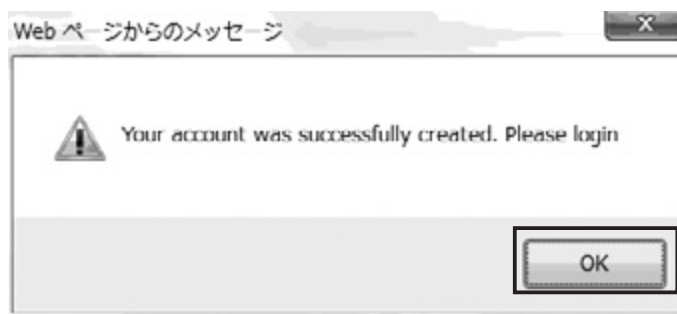 Web ページからのメッセージ
Your account was successfully created. Please login
OK